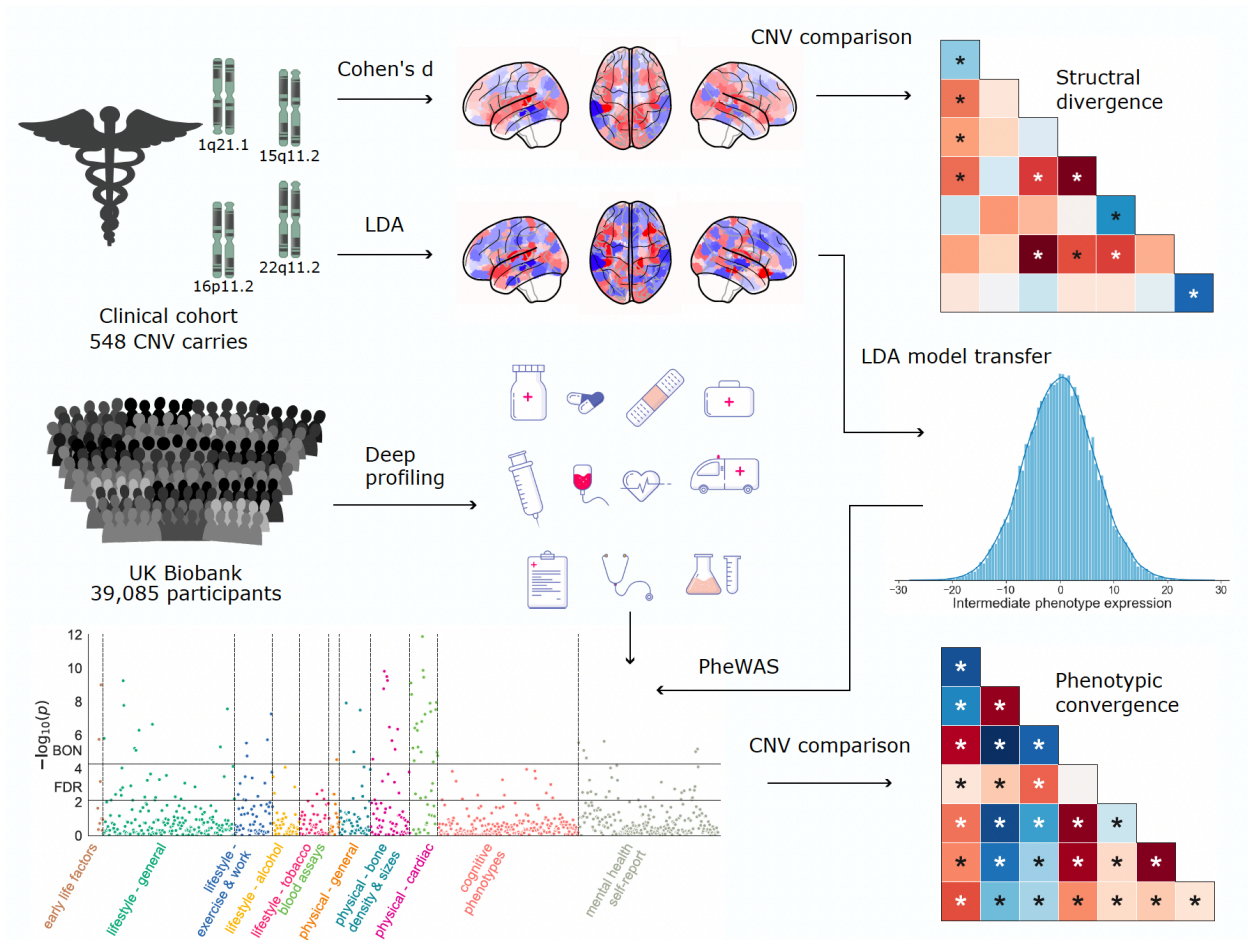 CNV comparison
Cohen's d
Structral
divergence
1q21.1
15q11.2
LDA
16p11.2
22q11.2
Clinical cohort
548 CNV carries
LDA model transfer
Deep
profiling
UK Biobank
39,085 participants
−30
−20
−10
0
10
20
30
Intermediate phenotype expression
PheWAS
Phenotypic
convergence
CNV comparison
−log10(p)
12
10
8
6
BON
4
FDR
2
0
early life factors
lifestyle - general
lifestyle -
exercise & work
lifestyle - alcohol
lifestyle - tobacco
blood assays
physical - general
physical - bone
density & sizes
physical - cardiac
cognitive
phenotypes
mental health
self-report